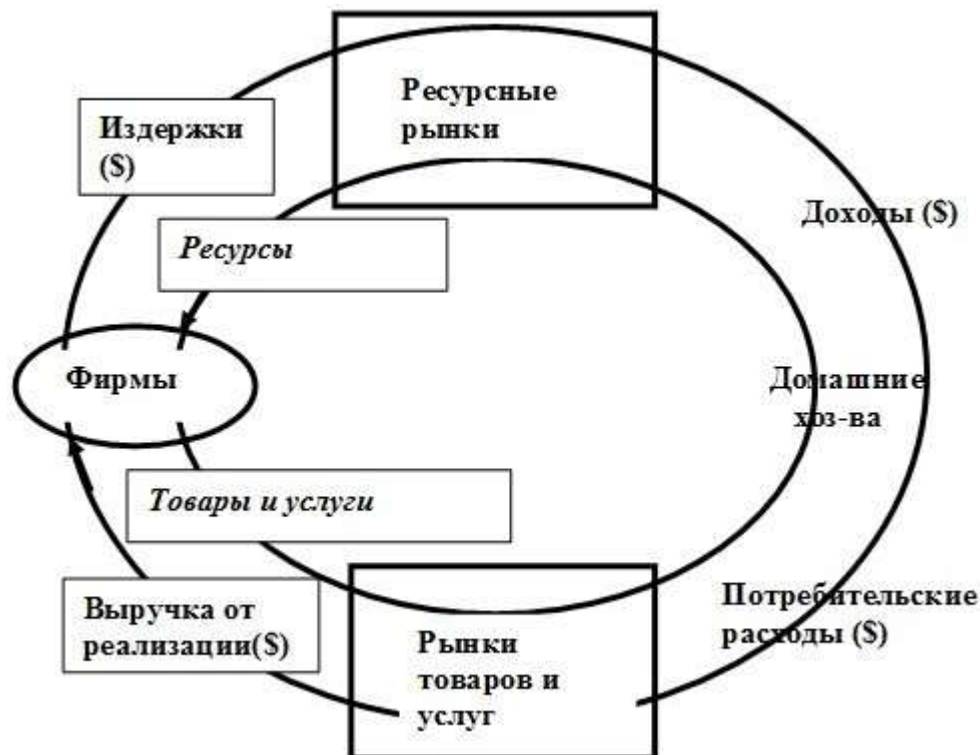 Ресурсные
рынки
Издержки
($)
Доходы ($)
Ресурсы
Фирмы
Домашние
хоз-ва
Товары и услуги
Выручка от
реализации($)
Потребительские
расходы ($)
Рынки
товаров и
услуг